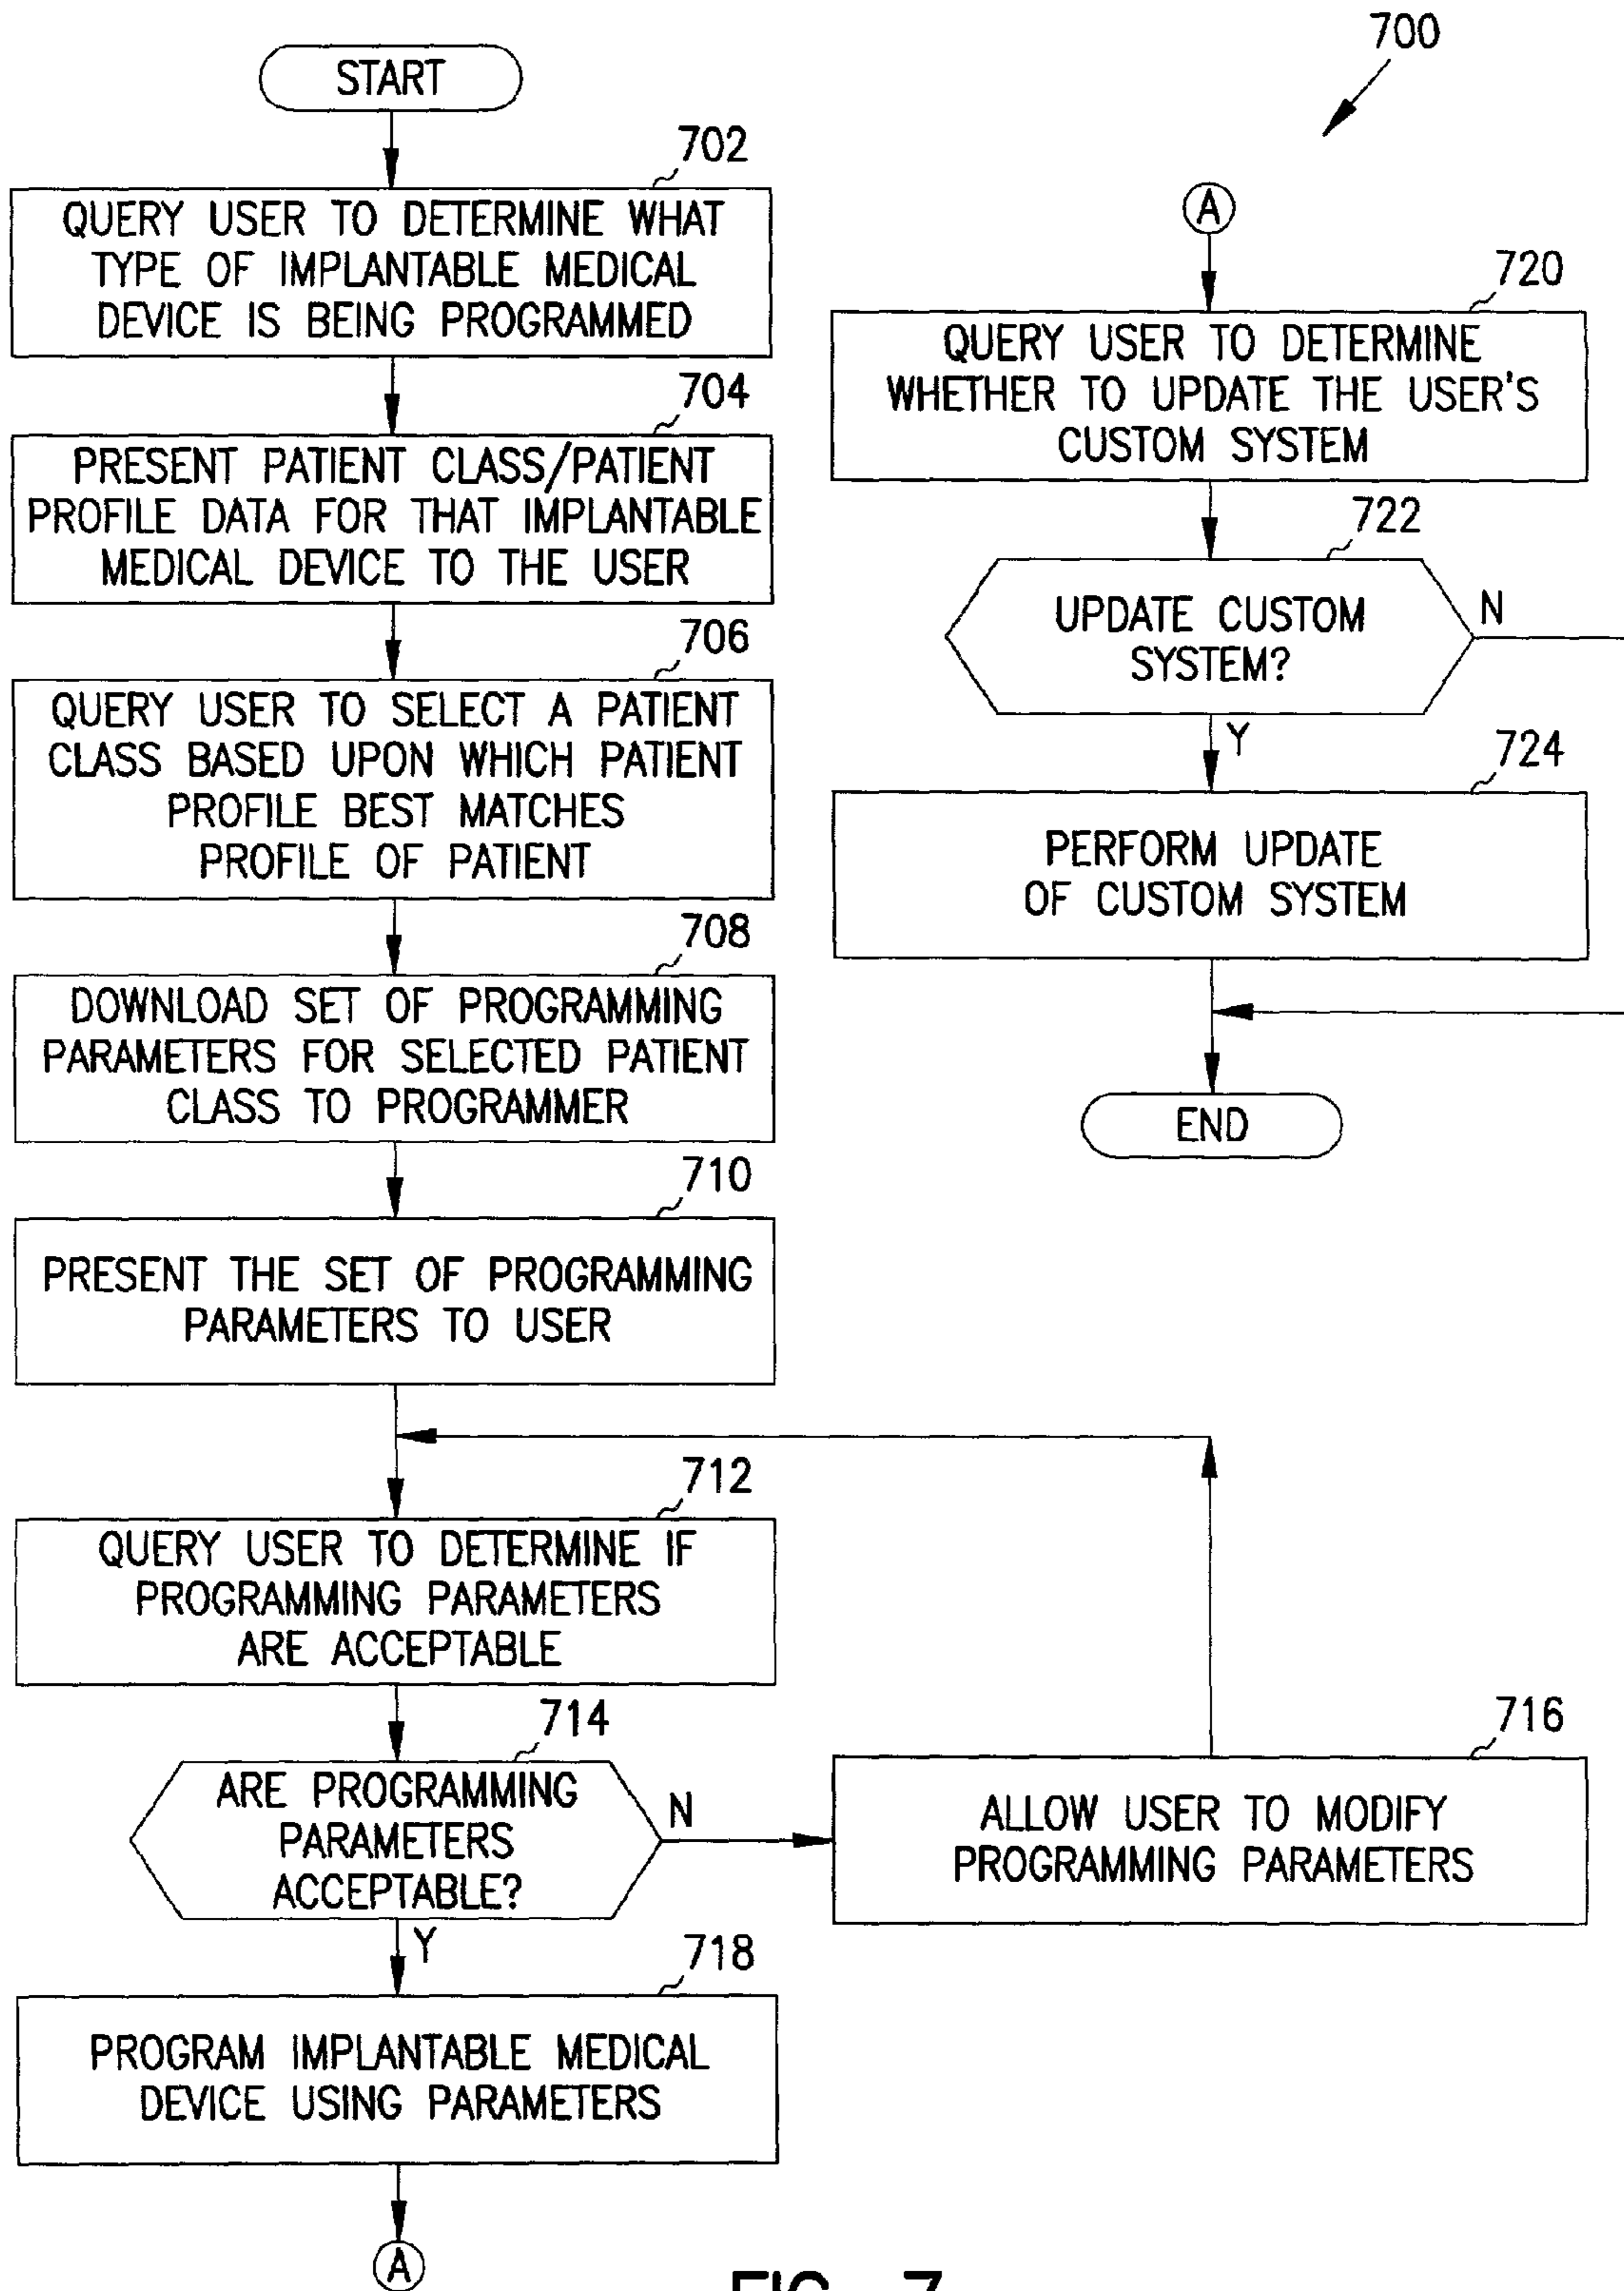 700
START
702
QUERY USER TO DETERMINE WHAT
TYPE OF IMPLANTABLE MEDICAL
DEVICE IS BEING PROGRAMMED
704
PRESENT PATIENT CLASS/PATIENT
PROFILE DATA FOR THAT IMPLANTABLE
MEDICAL DEVICE TO THE USER
706
QUERY USER TO SELECT A PATIENT
CLASS BASED UPON WHICH PATIENT
PROFILE BEST MATCHES
PROFILE OF PATIENT
708
DOWNLOAD SET OF PROGRAMMING
PARAMETERS FOR SELECTED PATIENT
CLASS TO PROGRAMMER
710
PRESENT THE SET OF PROGRAMMING
PARAMETERS TO USER
712
QUERY USER TO DETERMINE IF
PROGRAMMING PARAMETERS
ARE ACCEPTABLE
714
ARE PROGRAMMING
PARAMETERS
ACCEPTABLE?
N
Y
716
ALLOW USER TO MODIFY
PROGRAMMING PARAMETERS
718
PROGRAM IMPLANTABLE MEDICAL
DEVICE USING PARAMETERS
A
A
720
QUERY USER TO DETERMINE
WHETHER TO UPDATE THE USER'S
CUSTOM SYSTEM
722
UPDATE CUSTOM
SYSTEM?
N
Y
724
PERFORM UPDATE
OF CUSTOM SYSTEM
END
FIG. 7